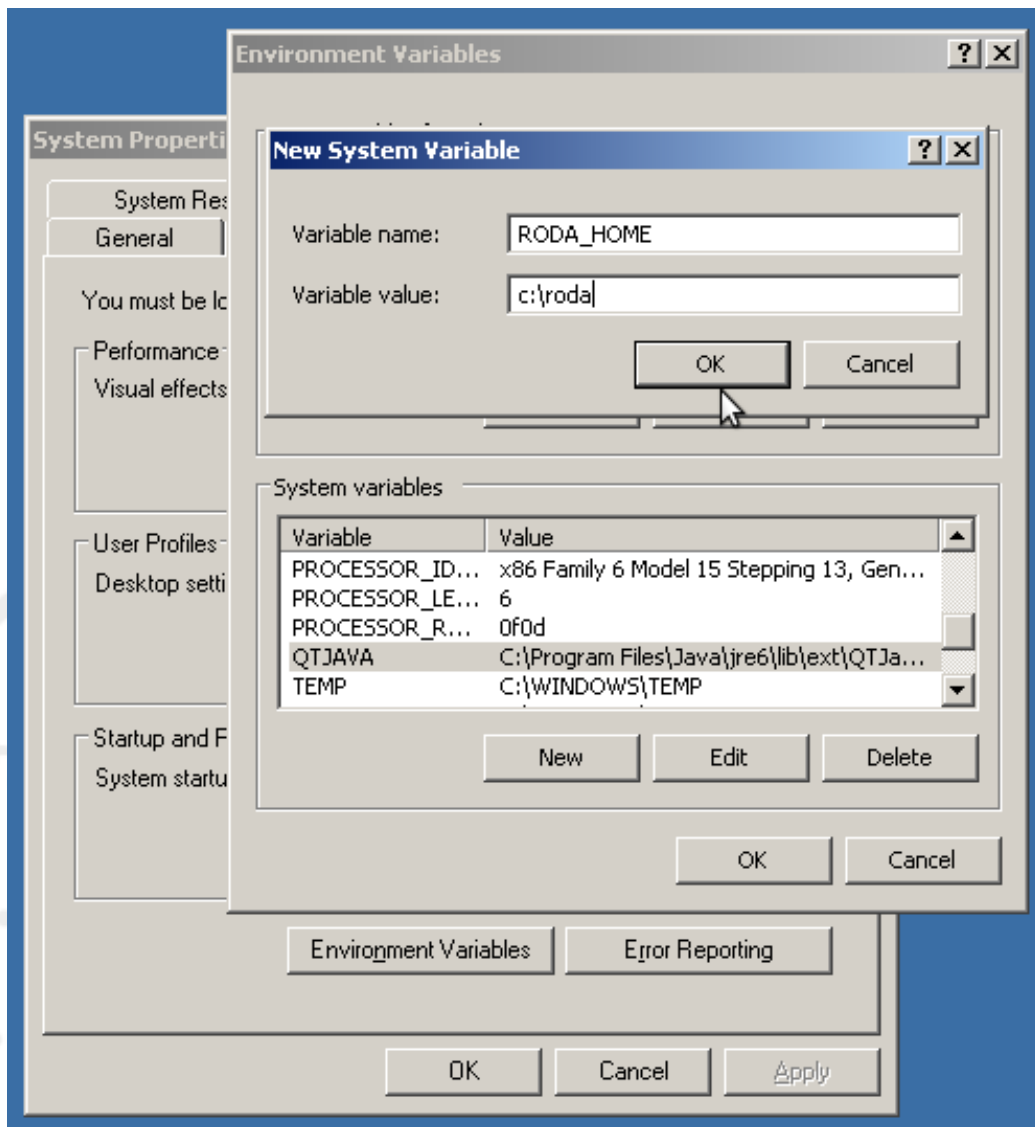 Environment Variables
System Properti
New System Variable
System Res
General
Variable name: RODA_HOME
You must be lo
Variable value: c:\roda
Performance
OK Cancel
Visual effects
System variables
Variable Value
User Profiles
PROCESSOR_ID... x86 Family 6 Model 15 Stepping 13, Gen...
Desktop setti
PROCESSOR_LE... 6
PROCESSOR_R... 0f0d
QTJAVA C:\Program Files\Java\jre6\lib\ext\QTJa...
TEMP C:\WINDOWS\TEMP
Startup and F
New Edit Delete
System startu
OK Cancel
Environment Variables Error Reporting
OK Cancel Apply